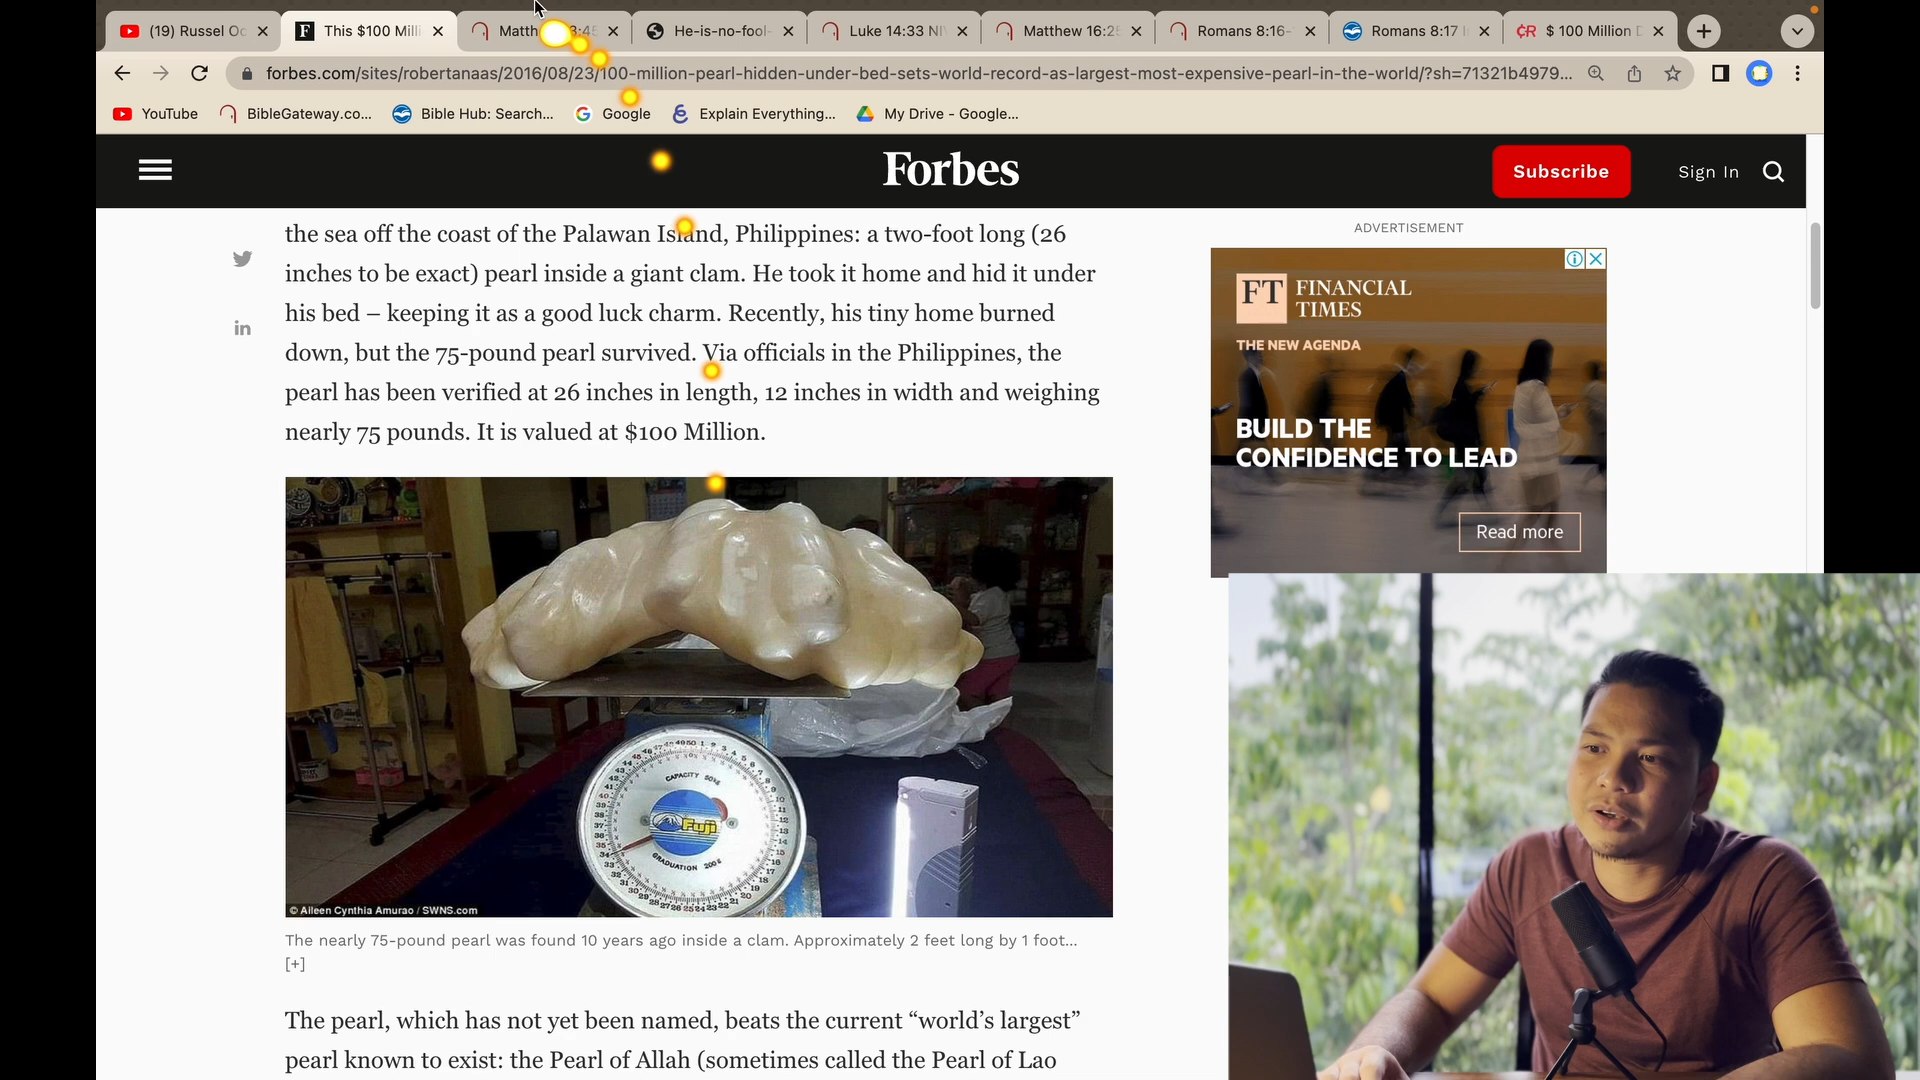 (19) Russel Oc
This $100 Mill
Matth
3:45
He-is-no-fool-
Luke 14:33 NI
Matthew 16:2
Romans 8:16-
Romans 8:17 I
$ 100 Million D
forbes.com/sites/robertanaas/2016/08/23/100-million-pearl-hidden-under-bed-sets-world-record-as-largest-most-expensive-pearl-in-the-world/?sh=71321b4979...
YouTube
BibleGateway.co...
Bible Hub: Search...
Google
Explain Everything...
My Drive - Google...
Forbes
Subscribe
Sign In
the sea off the coast of the Palawan Island, Philippines: a two-foot long (26
inches to be exact) pearl inside a giant clam. He took it home and hid it under
his bed – keeping it as a good luck charm. Recently, his tiny home burned
down, but the 75-pound pearl survived. Via officials in the Philippines, the
pearl has been verified at 26 inches in length, 12 inches in width and weighing
nearly 75 pounds. It is valued at $100 Million.
ADVERTISEMENT
FT FINANCIAL
TIMES
THE NEW AGENDA
BUILD THE
CONFIDENCE TO LEAD
Read more
CAPACITY 50kg
Fuji
GRADUATION 200g
© Aileen Cynthia Amurao / SWNS.com
The nearly 75-pound pearl was found 10 years ago inside a clam. Approximately 2 feet long by 1 foot...
[+]
The pearl, which has not yet been named, beats the current “world’s largest”
pearl known to exist: the Pearl of Allah (sometimes called the Pearl of Lao